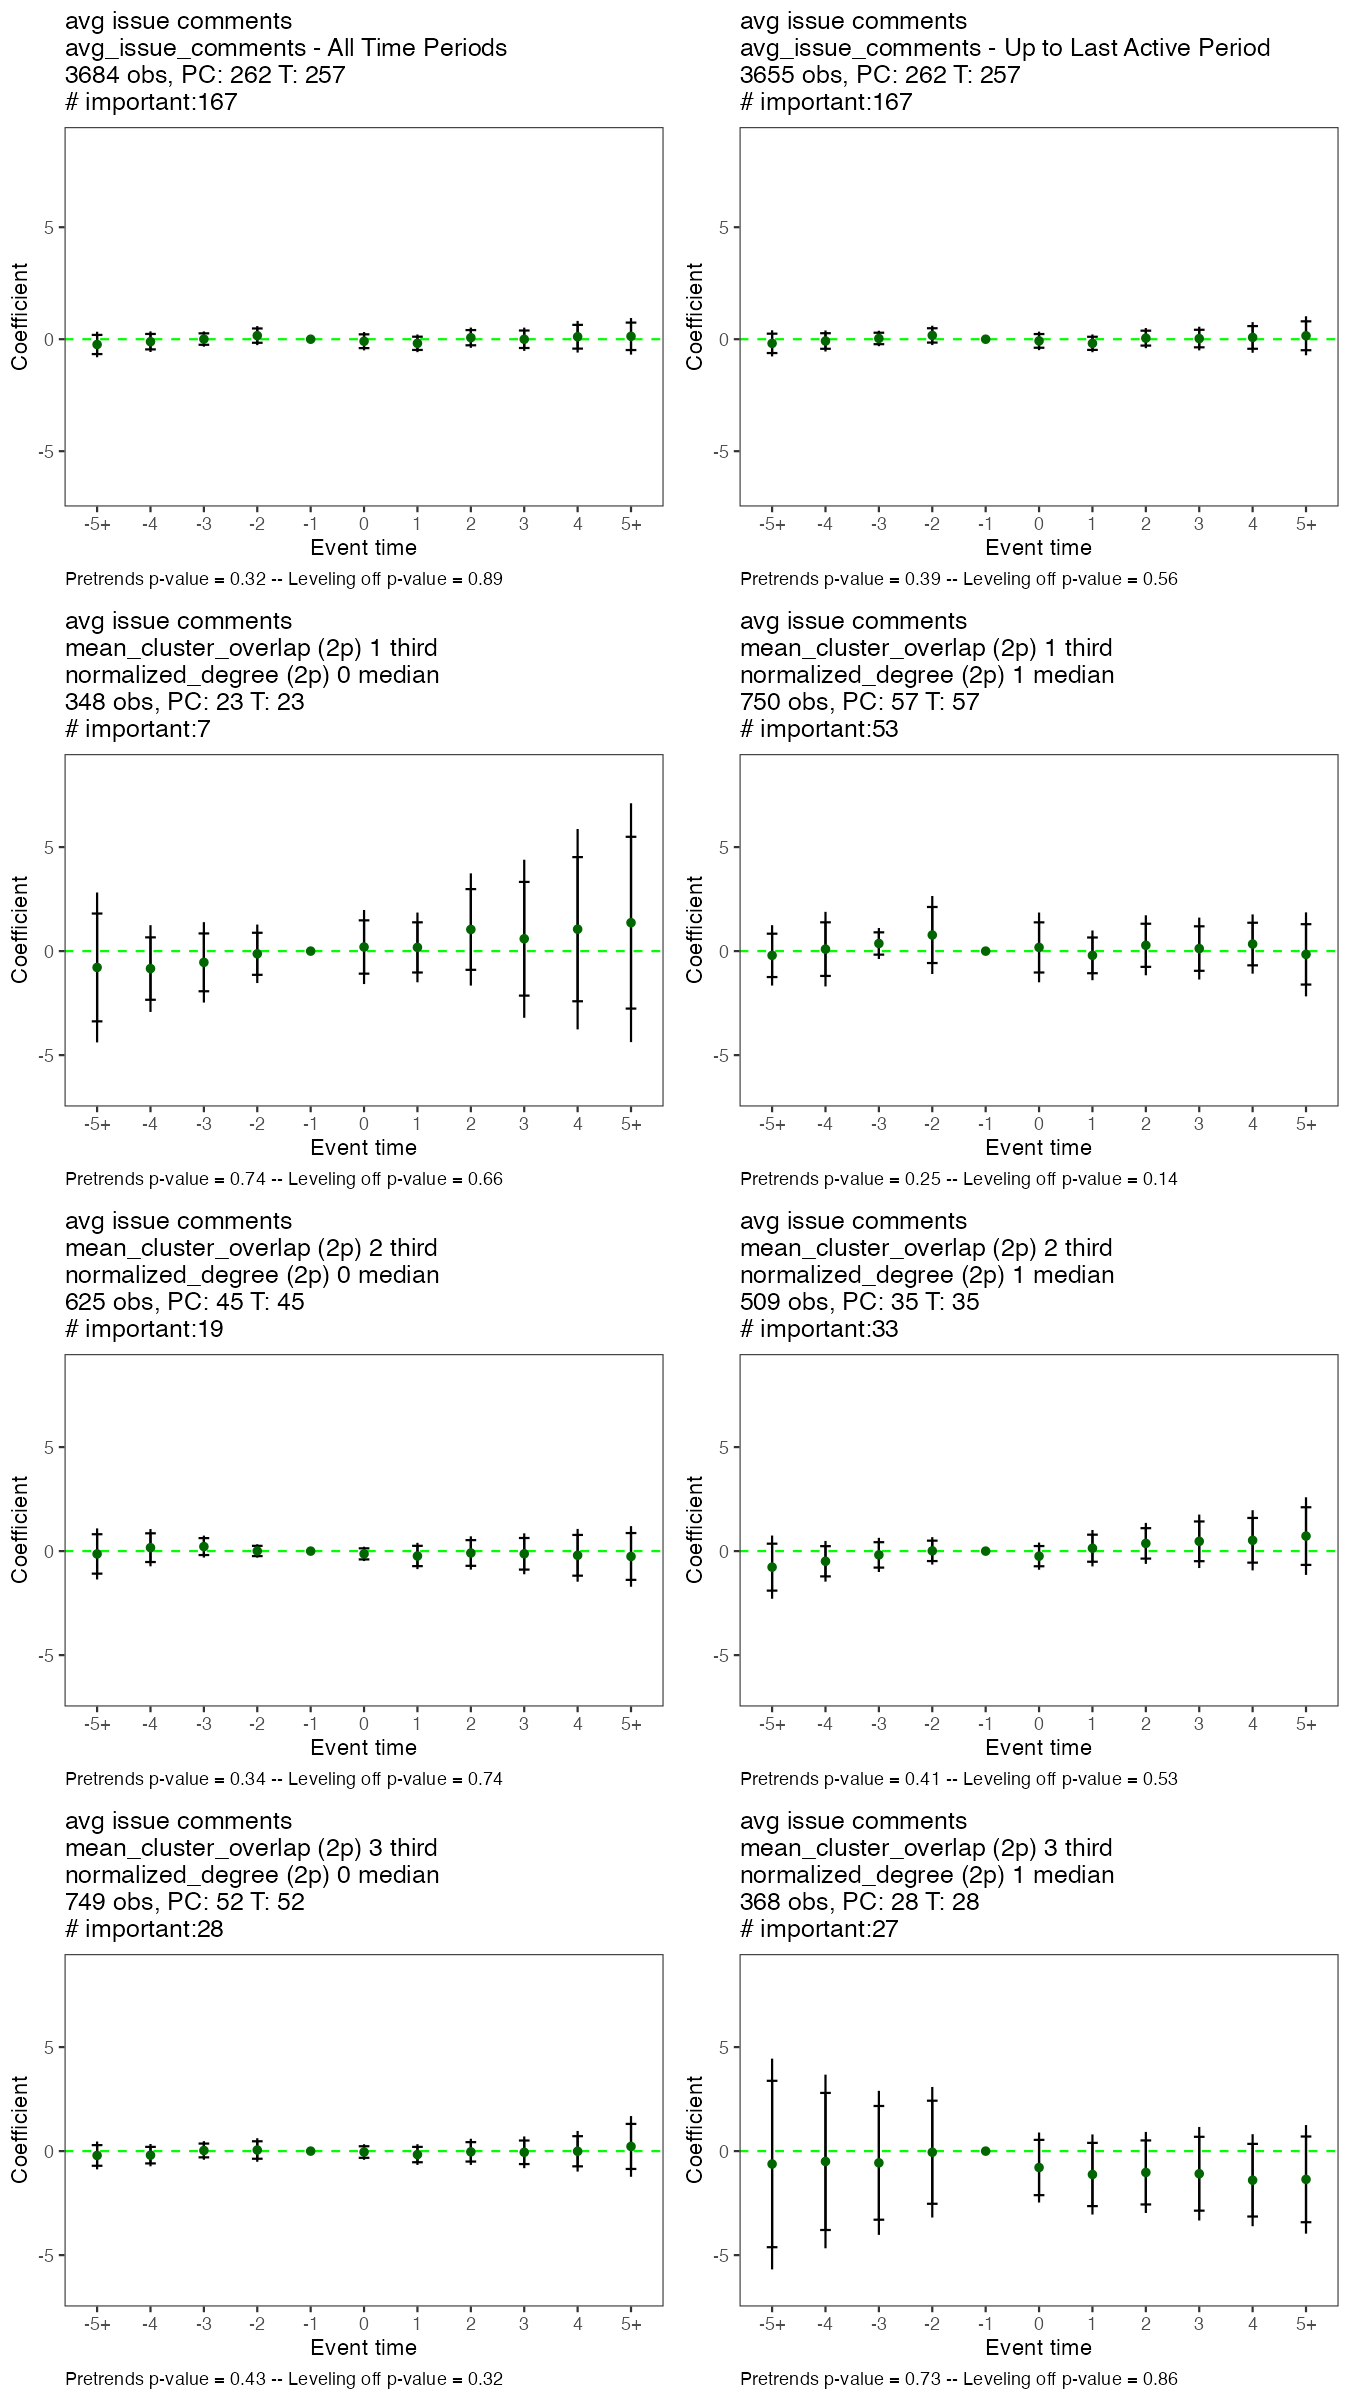 avg issue comments
avg_issue_comments - All Time Periods
3684 obs, PC: 262 T: 257
# important:167
Coefficient
5
0
-5
-5+ -4 -3 -2 -1 0 1 2 3 4 5+
Event time
Pretrends p-value = 0.32 -- Leveling off p-value = 0.89
avg issue comments
avg_issue_comments - Up to Last Active Period
3655 obs, PC: 262 T: 257
# important:167
Coefficient
5
0
-5
-5+ -4 -3 -2 -1 0 1 2 3 4 5+
Event time
Pretrends p-value = 0.39 -- Leveling off p-value = 0.56
avg issue comments
mean_cluster_overlap (2p) 1 third
normalized_degree (2p) 0 median
348 obs, PC: 23 T: 23
# important:7
Coefficient
5
0
-5
-5+ -4 -3 -2 -1 0 1 2 3 4 5+
Event time
Pretrends p-value = 0.74 -- Leveling off p-value = 0.66
avg issue comments
mean_cluster_overlap (2p) 1 third
normalized_degree (2p) 1 median
750 obs, PC: 57 T: 57
# important:53
Coefficient
5
0
-5
-5+ -4 -3 -2 -1 0 1 2 3 4 5+
Event time
Pretrends p-value = 0.25 -- Leveling off p-value = 0.14
avg issue comments
mean_cluster_overlap (2p) 2 third
normalized_degree (2p) 0 median
625 obs, PC: 45 T: 45
# important:19
Coefficient
5
0
-5
-5+ -4 -3 -2 -1 0 1 2 3 4 5+
Event time
Pretrends p-value = 0.34 -- Leveling off p-value = 0.74
avg issue comments
mean_cluster_overlap (2p) 2 third
normalized_degree (2p) 1 median
509 obs, PC: 35 T: 35
# important:33
Coefficient
5
0
-5
-5+ -4 -3 -2 -1 0 1 2 3 4 5+
Event time
Pretrends p-value = 0.41 -- Leveling off p-value = 0.53
avg issue comments
mean_cluster_overlap (2p) 3 third
normalized_degree (2p) 0 median
749 obs, PC: 52 T: 52
# important:28
Coefficient
5
0
-5
-5+ -4 -3 -2 -1 0 1 2 3 4 5+
Event time
Pretrends p-value = 0.43 -- Leveling off p-value = 0.32
avg issue comments
mean_cluster_overlap (2p) 3 third
normalized_degree (2p) 1 median
368 obs, PC: 28 T: 28
# important:27
Coefficient
5
0
-5
-5+ -4 -3 -2 -1 0 1 2 3 4 5+
Event time
Pretrends p-value = 0.73 -- Leveling off p-value = 0.86